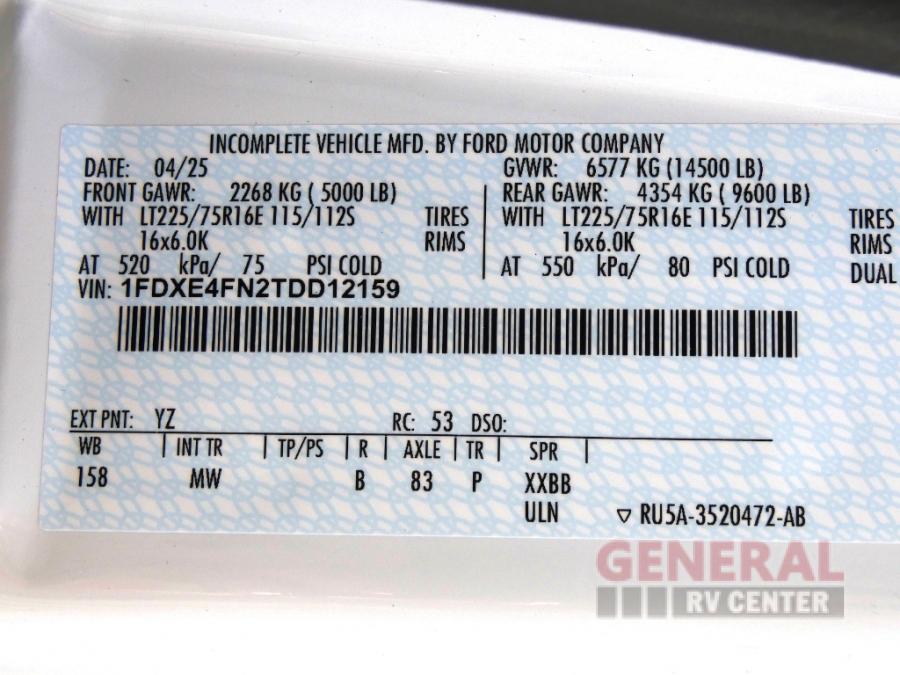 INCOMPLETE VEHICLE MFD. BY FORD MOTOR COMPANY
DATE: 04/25 GVWR: 6577 KG (14500 LB)
FRONT GAWR: 2268 KG ( 5000 LB) REAR GAWR: 4354 KG ( 9600 LB)
WITH LT225/75R16E 115/112S TIRES WITH LT225/75R16E 115/112S TIRES
16x6.0K RIMS 16x6.0K RIMS
AT 520 kPa/ 75 PSI COLD AT 550 kPa/ 80 PSI COLD DUAL
VIN: 1FDXE4FN2TDD12159
EXT PNT: YZ RC: 53 DSO:
WB INT TR TP/PS R AXLE TR SPR
158 MW B 83 P XXBB
ULN ▽ RU5A-3520472-AB
GENERAL
RV CENTER